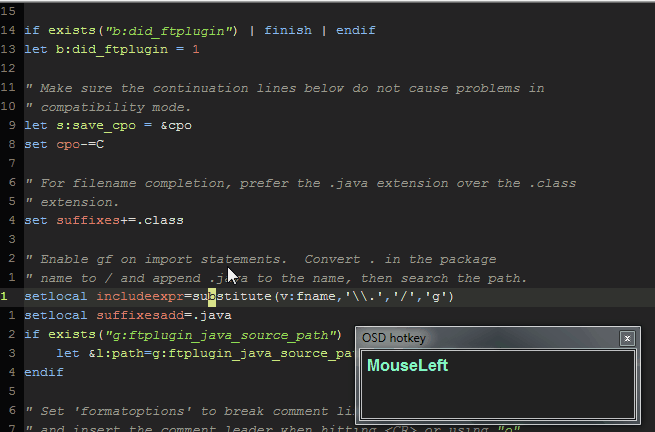 15
14 if exists("b:did_ftplugin") | finish | endif
13 let b:did_ftplugin = 1
12
11 " Make sure the continuation lines below do not cause problems in
10 " compatibility mode.
9 let s:save_cpo = &cpo
8 set cpo-=C
7
6 " For filename completion, prefer the .java extension over the .class
5 " extension.
4 set suffixes+=.class
3
2 " Enable gf on import statements.  Convert . in the package
1 " name to / and append .java to the name, then search the path.
1 setlocal includeexpr=substitute(v:fname,'\\.','/','g')
1 setlocal suffixesadd=.java
2 if exists("g:ftplugin_java_source_path")
3     let &l:path=g:ftplugin_java_source_pa
4 endif
5
6 " Set 'formatoptions' to break comment li
7 " and insert the comment leader when hitting <CR> or using "o"
OSD hotkey
x
MouseLeft